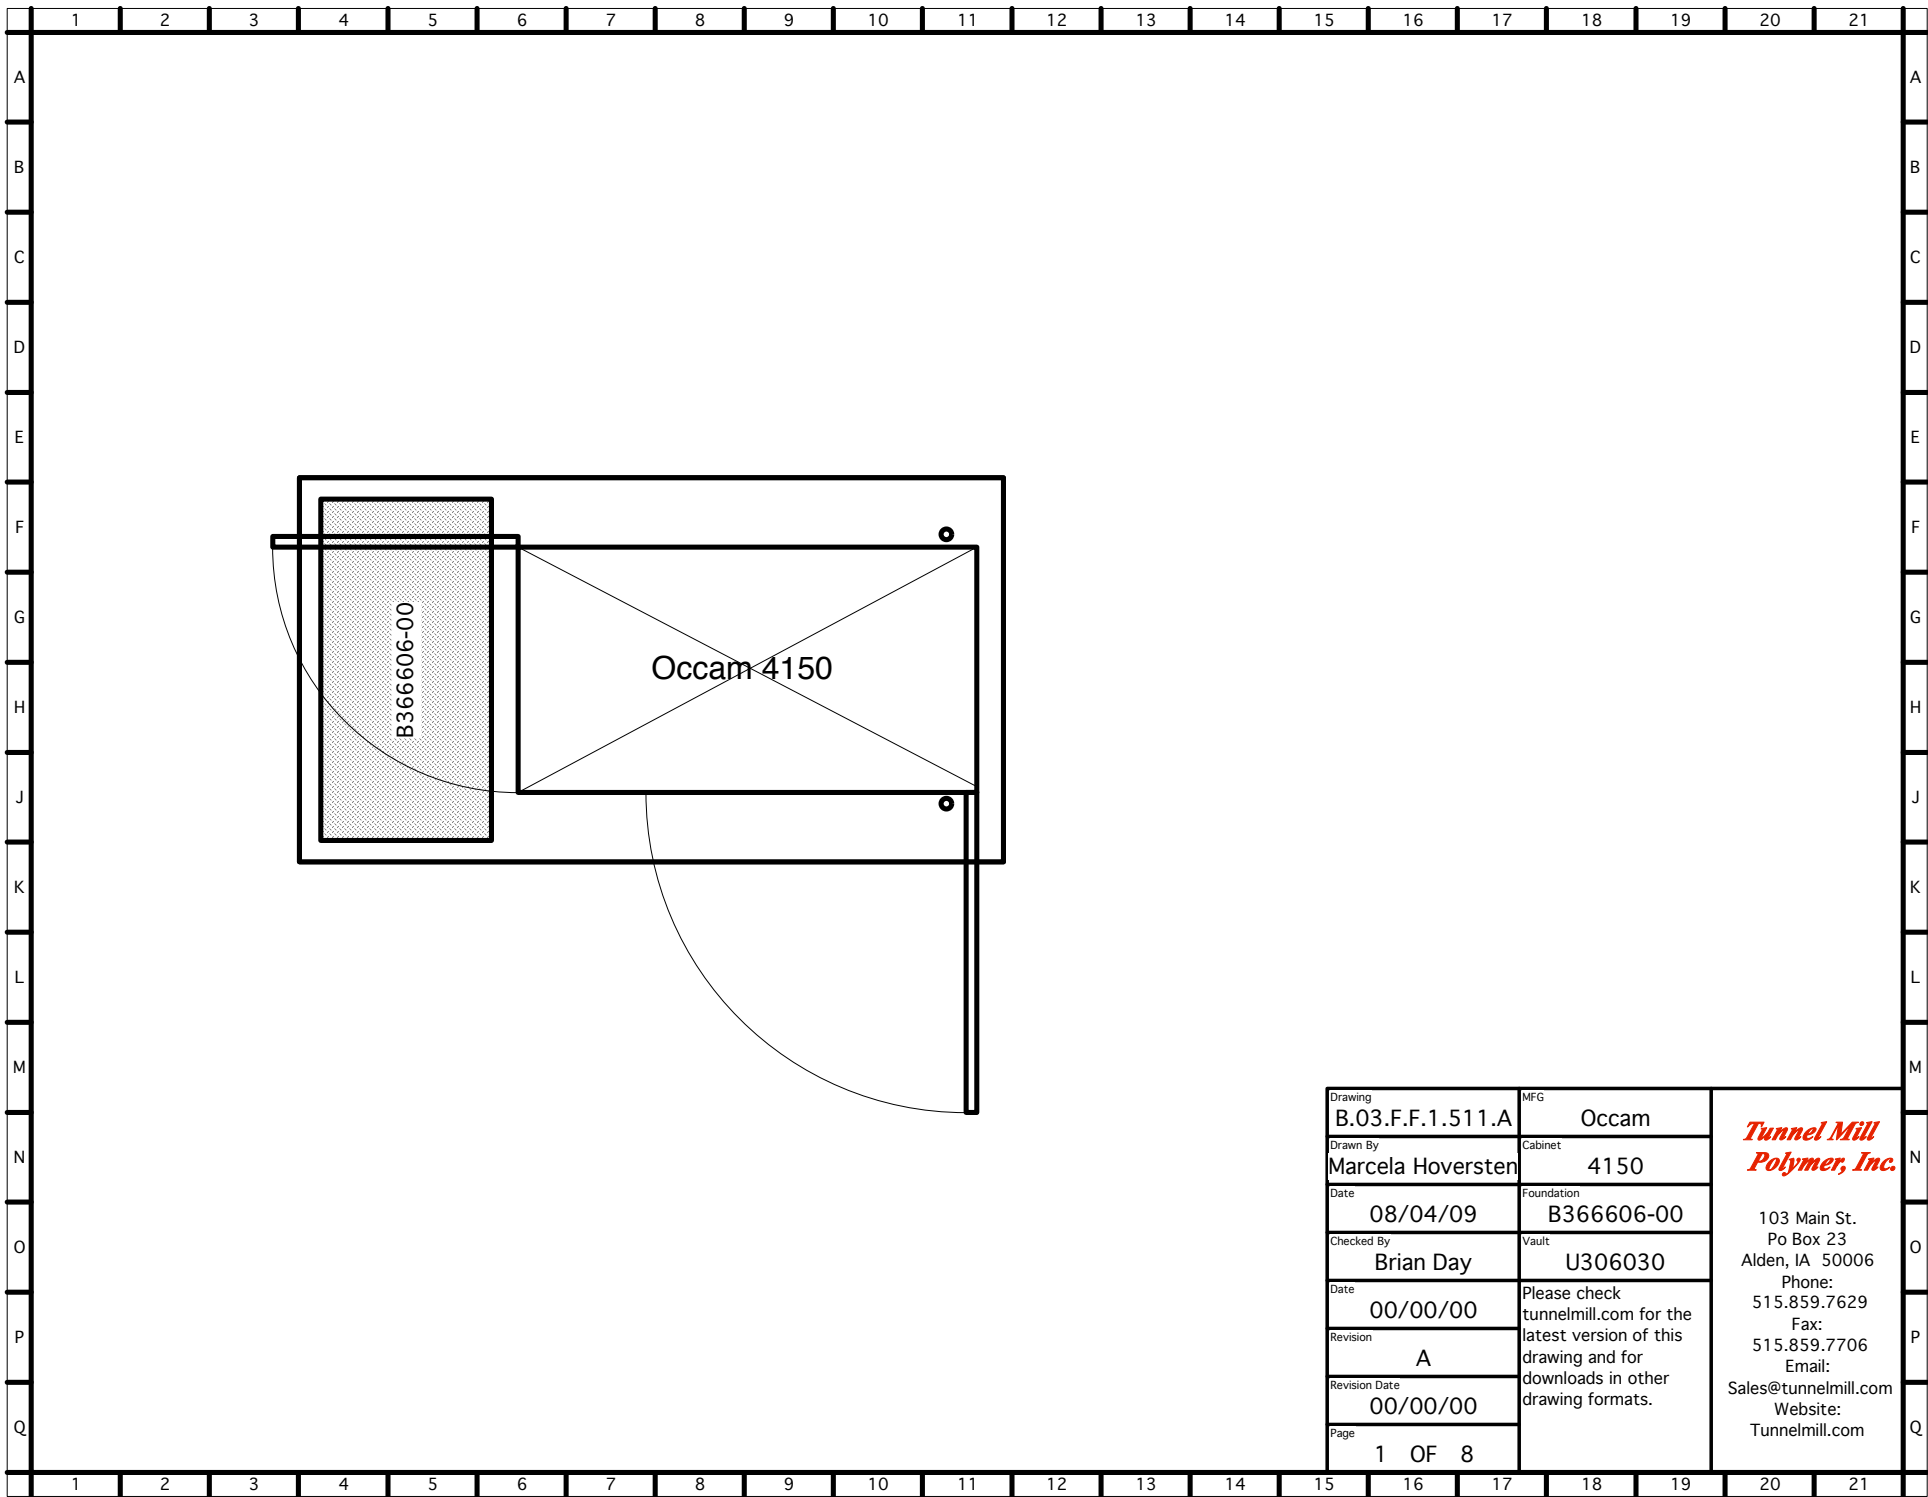 1 2 3 4 5 6 7 8 9 10 11 12 13 14 15 16 17 18 19 20 21
A A
B B
C C
D D
E E
F F
G G
H H
J J
K K
L L
M M
N N
O O
P P
Q Q
B366606-00
Occam 4150
Drawing
B.03.F.F.1.511.A
MFG
Occam
Drawn By
Marcela Hoversten
Cabinet
4150
Date
08/04/09
Foundation
B366606-00
Checked By
Brian Day
Vault
U306030
Date
00/00/00
Revision
A
Revision Date
00/00/00
Page
1 OF 8
Please check
tunnelmill.com for the
latest version of this
drawing and for
downloads in other
drawing formats.
Tunnel Mill
Polymer, Inc.
103 Main St.
Po Box 23
Alden, IA 50006
Phone:
515.859.7629
Fax:
515.859.7706
Email:
Sales@tunnelmill.com
Website:
Tunnelmill.com
1 2 3 4 5 6 7 8 9 10 11 12 13 14 15 16 17 18 19 20 21